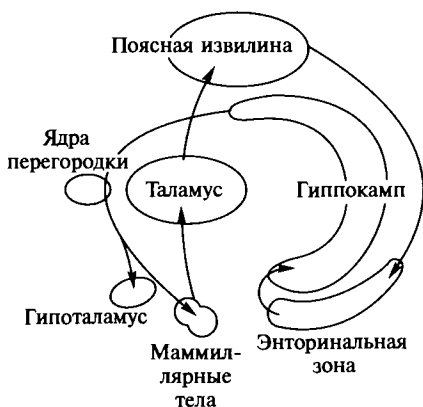 Поясная извилина
Ядра
перегородки
Таламус
Гиппокамп
Гипоталамус
Маммил-
лярные
тела
Энторинальная
зона